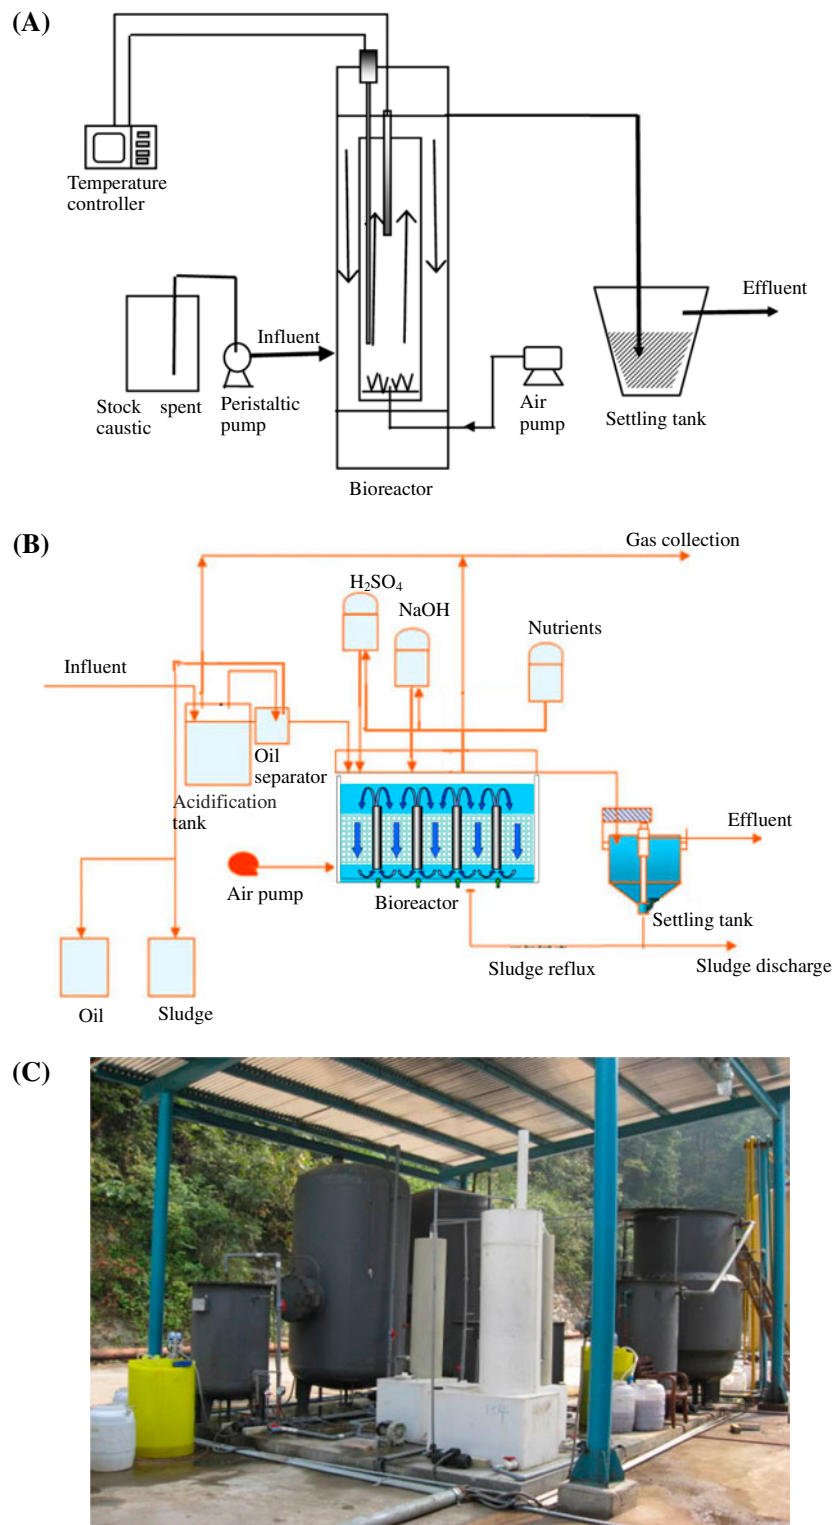 (A)
Temperature
controller
Influent
Effluent
Stock spent
caustic
Peristaltic
pump
Air
pump
Settling tank
Bioreactor
(B)
Gas collection
H₂SO₄
NaOH
Nutrients
Influent
Oil
separator
Acidification
tank
Effluent
Air pump
Bioreactor
Settling tank
Sludge reflux
Sludge discharge
Oil
Sludge
(C)